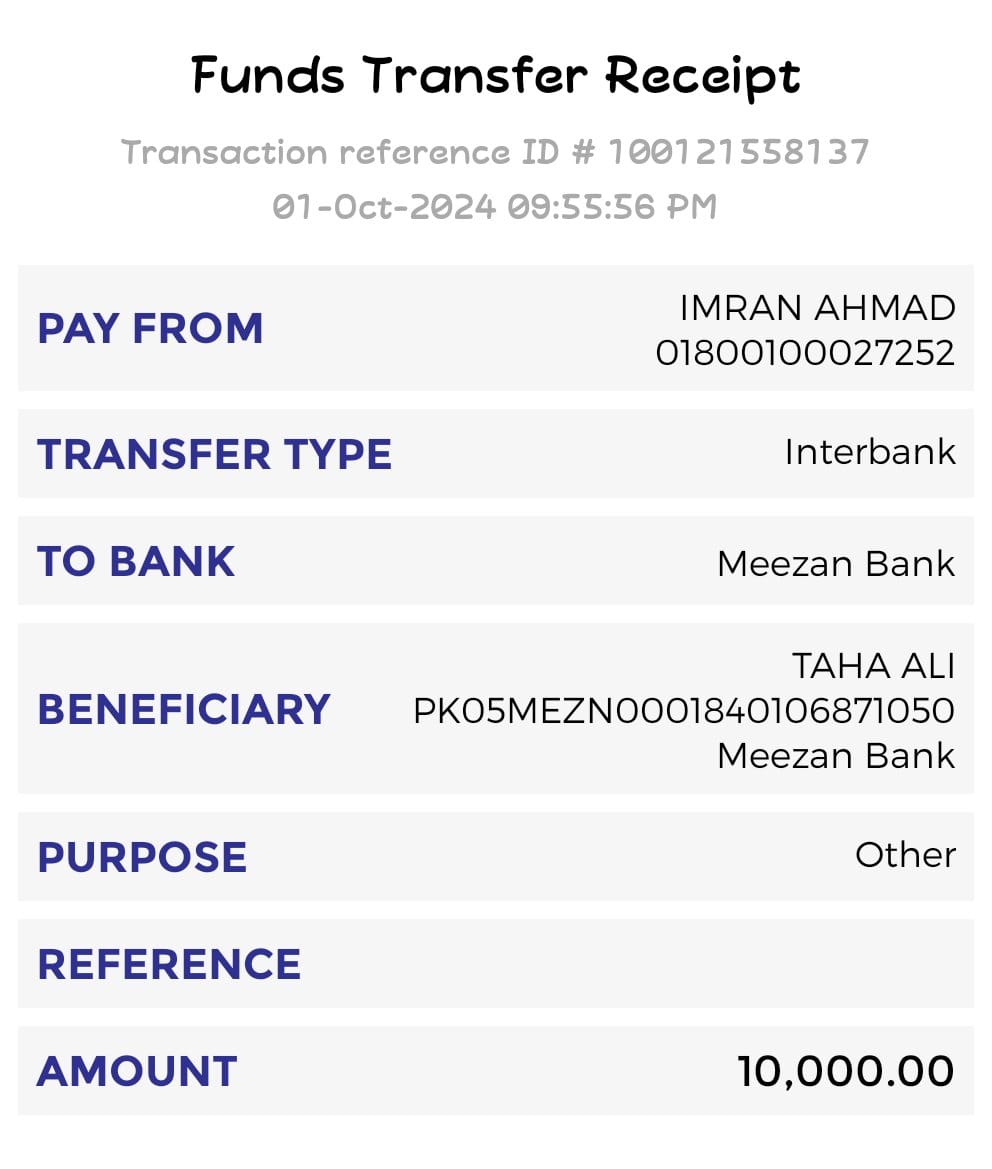 Funds Transfer Receipt
Transaction reference ID # 100121558137
01-Oct-2024 09:55:56 PM
PAY FROM
IMRAN AHMAD
01800100027252
TRANSFER TYPE
Interbank
TO BANK
Meezan Bank
BENEFICIARY
TAHA ALI
PK05MEZN0001840106871050
Meezan Bank
PURPOSE
Other
REFERENCE
AMOUNT
10,000.00